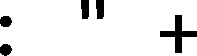 : " +